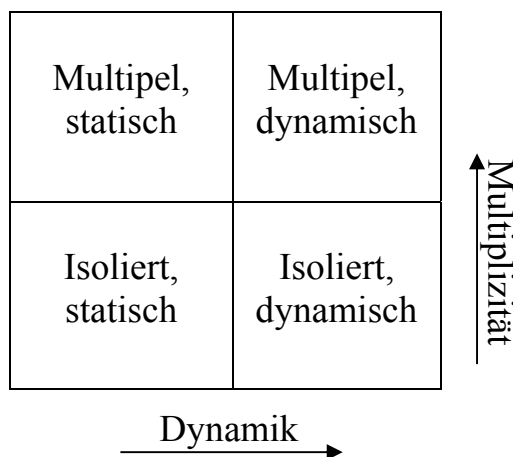 Multipel,
statisch
Multipel,
dynamisch
Isoliert,
statisch
Isoliert,
dynamisch
Multiplizität
Dynamik